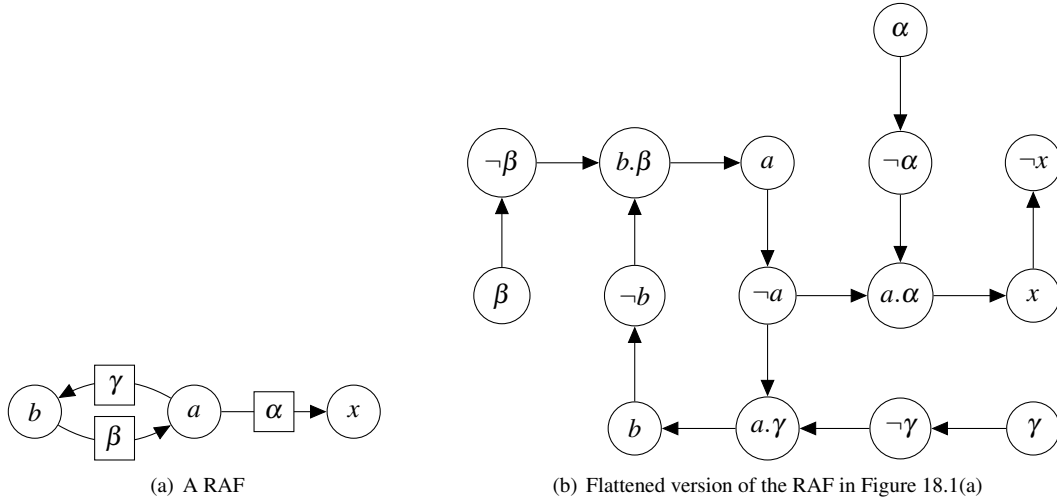 α
¬β b.β a ¬α ¬x
β ¬b ¬a a.α x
γ
b a α x
β
b a.γ ¬γ γ
(a) A RAF
(b) Flattened version of the RAF in Figure 18.1(a)